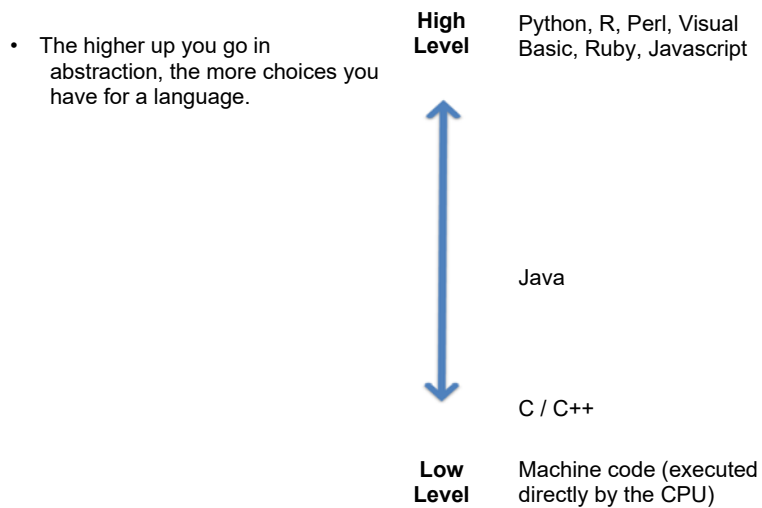 • The higher up you go in
abstraction, the more choices you
have for a language.
High
Level
Python, R, Perl, Visual
Basic, Ruby, Javascript
Java
C / C++
Low
Level
Machine code (executed
directly by the CPU)